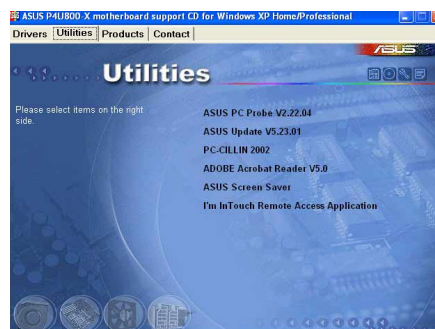 ASUS P4U800-X motherboard support CD for Windows XP Home/Professional
Drivers Utilities Products Contact
ASUS
Utilities
Please select items on the right
side.
ASUS PC Probe V2.22.04
ASUS Update V5.23.01
PC-CILLIN 2002
ADOBE Acrobat Reader V5.0
ASUS Screen Saver
I'm InTouch Remote Access Application